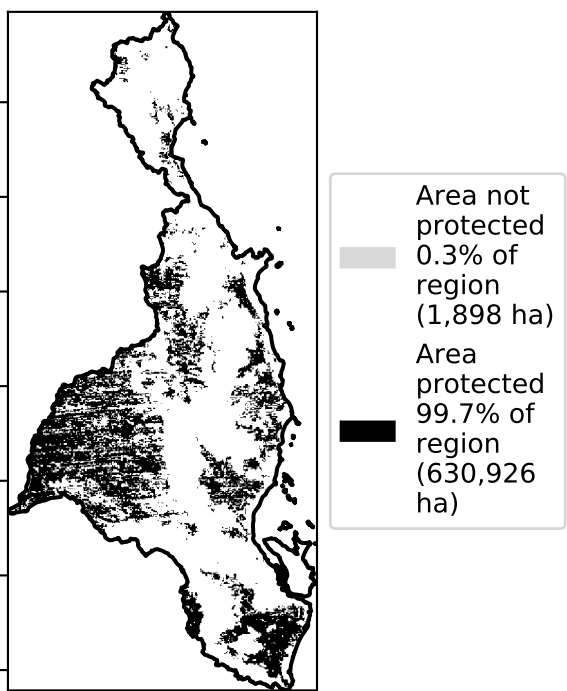 Area not
protected
0.3% of
region
(1,898 ha)
Area
protected
99.7% of
region
(630,926
ha)